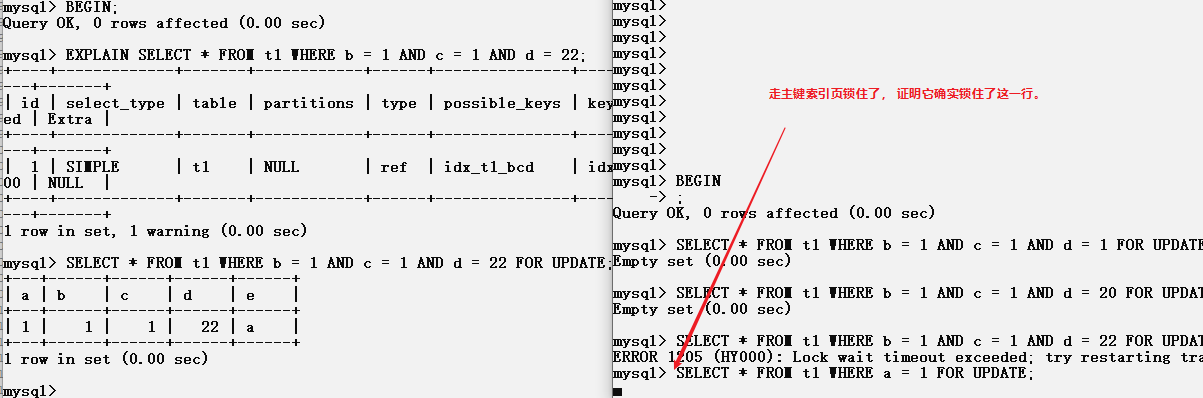 mysql> BEGIN;
Query OK, 0 rows affected (0.00 sec)
mysql> EXPLAIN SELECT * FROM t1 WHERE b = 1 AND c = 1 AND d = 22;
+----+-------------+-------+------------+------+---------------+----
---+-------+
| id | select_type | table | partitions | type | possible_keys | key
ed | Extra |
+----+-------------+-------+------------+------+---------------+----
---+-------+
| 1 | SIMPLE | t1 | NULL | ref | idx_t1_bcd | idx
00 | NULL |
+----+-------------+-------+------------+------+---------------+----
---+-------+
1 row in set, 1 warning (0.00 sec)
mysql> SELECT * FROM t1 WHERE b = 1 AND c = 1 AND d = 22 FOR UPDATE;
+---+------+------+------+------+
| a | b | c | d | e |
+---+------+------+------+------+
| 1 | 1 | 1 | 22 | a |
+---+------+------+------+------+
1 row in set (0.00 sec)
mysql>
mysql>
mysql>
mysql>
mysql>
mysql>
mysql>
mysql>
mysql>
mysql>
mysql>
mysql>
走主键索引页锁住了， 证明它确实锁住了这一行。
mysql> BEGIN
-> ;
Query OK, 0 rows affected (0.00 sec)
mysql> SELECT * FROM t1 WHERE b = 1 AND c = 1 AND d = 1 FOR UPDATE
Empty set (0.00 sec)
mysql> SELECT * FROM t1 WHERE b = 1 AND c = 1 AND d = 20 FOR UPDAT
Empty set (0.00 sec)
mysql> SELECT * FROM t1 WHERE b = 1 AND c = 1 AND d = 22 FOR UPDAT
ERROR 1205 (HY000): Lock wait timeout exceeded; try restarting tra
mysql> SELECT * FROM t1 WHERE a = 1 FOR UPDATE;